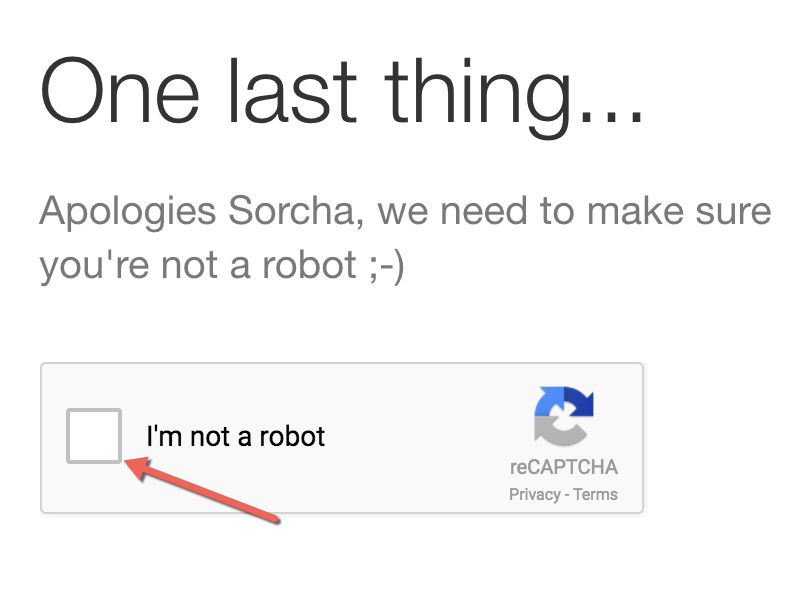 One last thing...
Apologies Sorcha, we need to make sure
you're not a robot ;-)
I'm not a robot
reCAPTCHA
Privacy - Terms